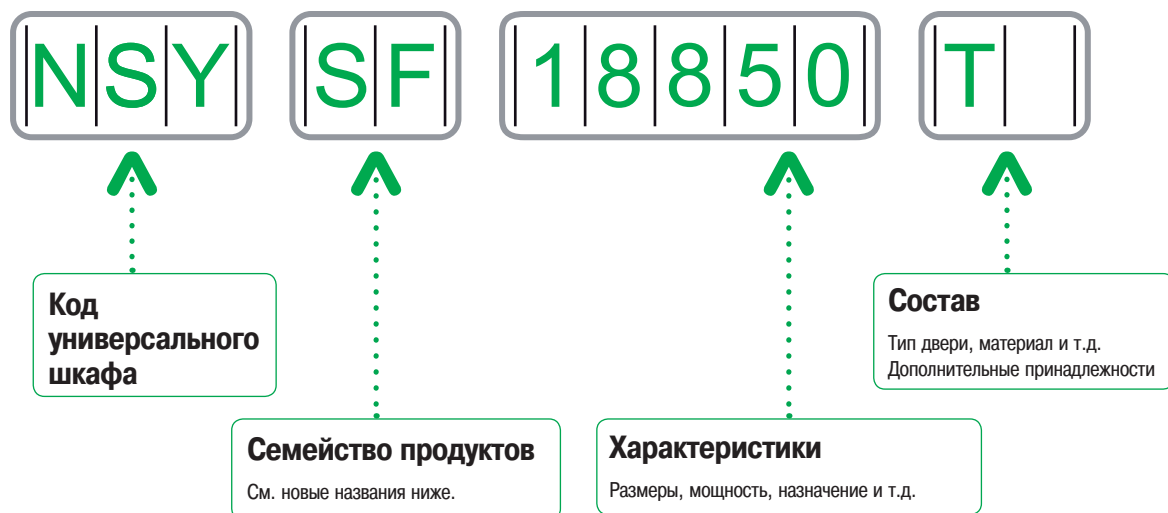 NSY SF 18850 T
Код
универсального
шкафа
Состав
Тип двери, материал и т.д.
Дополнительные принадлежности
Семейство продуктов
См. новые названия ниже.
Характеристики
Размеры, мощность, назначение и т.д.